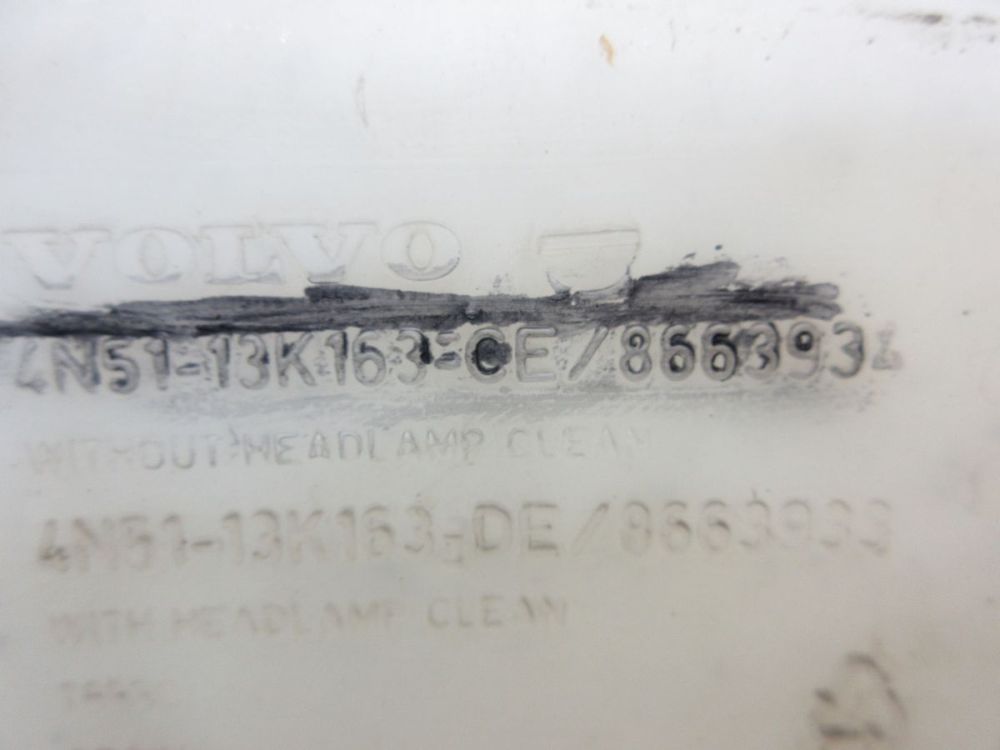 VOLVO
4N51-13K163-CE/8663934
WITHOUT HEADLAMP CLEAN
4N51-13K163-DE/8663933
WITH HEADLAMP CLEAN